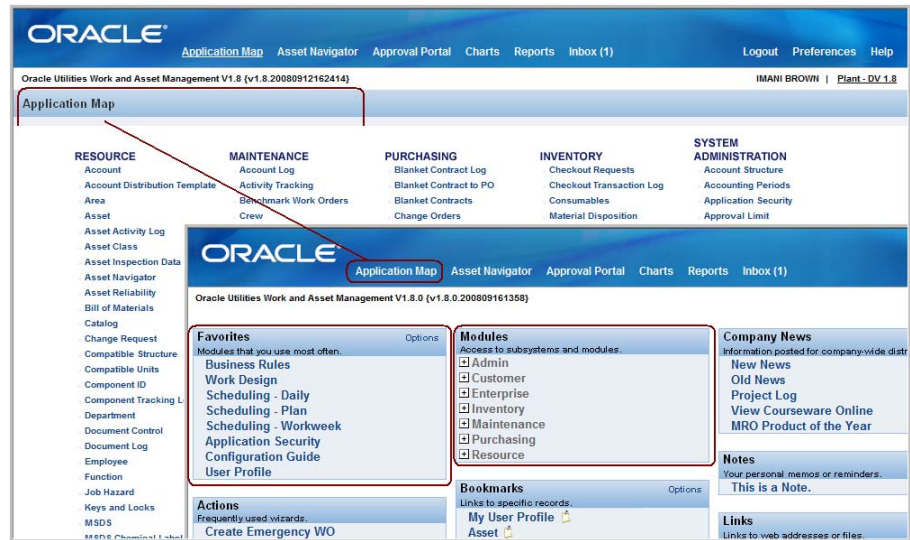 ORACLE
Application Map Asset Navigator Approval Portal Charts Reports Inbox (1) Logout Preferences Help
Oracle Utilities Work and Asset Management V1.8 {v1.8.20080912162414} IMANI BROWN | Plant - DV 1.8
Application Map
RESOURCE
Account
Account Distribution Template
Area
Asset
Asset Activity Log
Asset Class
Asset Inspection Data
Asset Navigator
Asset Reliability
Bill of Materials
Catalog
Change Request
Compatible Structure
Compatible Units
Component ID
Component Tracking L
Department
Document Control
Document Log
Employee
Function
Job Hazard
Keys and Locks
MSDS
MSDS Chemical Label
MAINTENANCE
Account Log
Activity Tracking
Benchmark Work Orders
Crew
PURCHASING
Blanket Contract Log
Blanket Contract to PO
Blanket Contracts
Change Orders
INVENTORY
Checkout Requests
Checkout Transaction Log
Consumables
Material Disposition
SYSTEM
ADMINISTRATION
Account Structure
Accounting Periods
Application Security
Approval Limit
ORACLE
Application Map Asset Navigator Approval Portal Charts Reports Inbox (1)
Oracle Utilities Work and Asset Management V1.8.0 {v1.8.0.200809161358}
Favorites Options
Modules that you use most often.
Business Rules
Work Design
Scheduling - Daily
Scheduling - Plan
Scheduling - Workweek
Application Security
Configuration Guide
User Profile
Actions
Frequently used wizards.
Create Emergency WO
Modules
Access to subsystems and modules.
Admin
Customer
Enterprise
Inventory
Maintenance
Purchasing
Resource
Bookmarks Options
Links to specific records.
My User Profile
Asset
Company News
Information posted for company-wide distr
New News
Old News
Project Log
View Courseware Online
MRO Product of the Year
Notes
Your personal memos or reminders.
This is a Note.
Links
Links to web addresses or files.